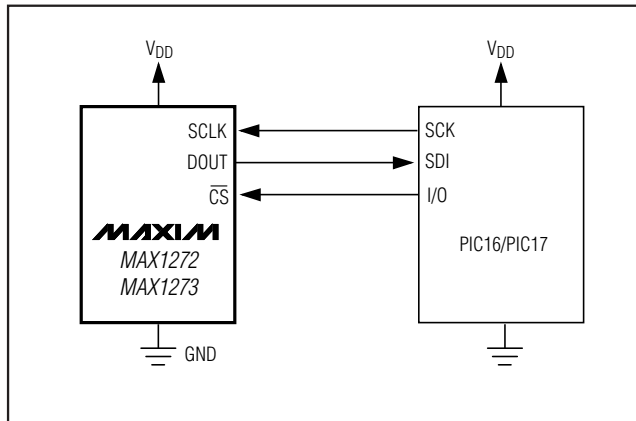 VDD VDD
SCLK SCK
DOUT SDI
CS I/O
MAXIM
MAX1272 PIC16/PIC17
MAX1273
GND